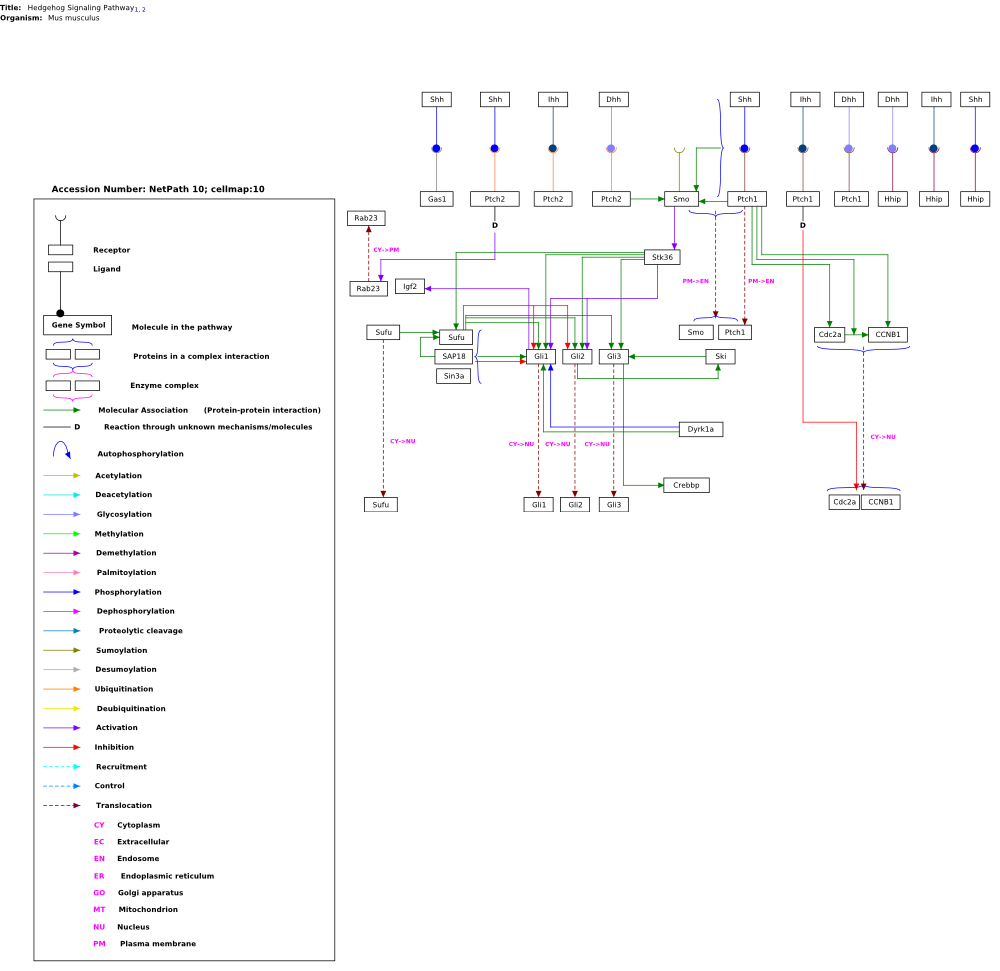 Title: Hedgehog Signaling Pathway1, 2
Organism: Mus musculus
Shh Shh Ihh Dhh Shh Ihh Dhh Dhh Ihh Shh
Gas1 Ptch2 Ptch2 Ptch2 Smo Ptch1 Ptch1 Ptch1 Hhip Hhip Hhip
Rab23
D D
CY->PM
Stk36
Rab23 Igf2
PM->EN PM->EN
Sufu Sufu Smo Ptch1 Cdc2a CCNB1
SAP18 Gli1 Gli2 Gli3 Ski
Sin3a
Dyrk1a
CY->NU CY->NU CY->NU CY->NU CY->NU
Crebbp
Sufu Gli1 Gli2 Gli3 Cdc2a CCNB1
Accession Number: NetPath 10; cellmap:10
Receptor
Ligand
Gene Symbol Molecule in the pathway
Proteins in a complex interaction
Enzyme complex
Molecular Association (Protein-protein interaction)
D Reaction through unknown mechanisms/molecules
Autophosphorylation
Acetylation
Deacetylation
Glycosylation
Methylation
Demethylation
Palmitoylation
Phosphorylation
Dephosphorylation
Proteolytic cleavage
Sumoylation
Desumoylation
Ubiquitination
Deubiquitination
Activation
Inhibition
Recruitment
Control
Translocation
CY Cytoplasm
EC Extracellular
EN Endosome
ER Endoplasmic reticulum
GO Golgi apparatus
MT Mitochondrion
NU Nucleus
PM Plasma membrane